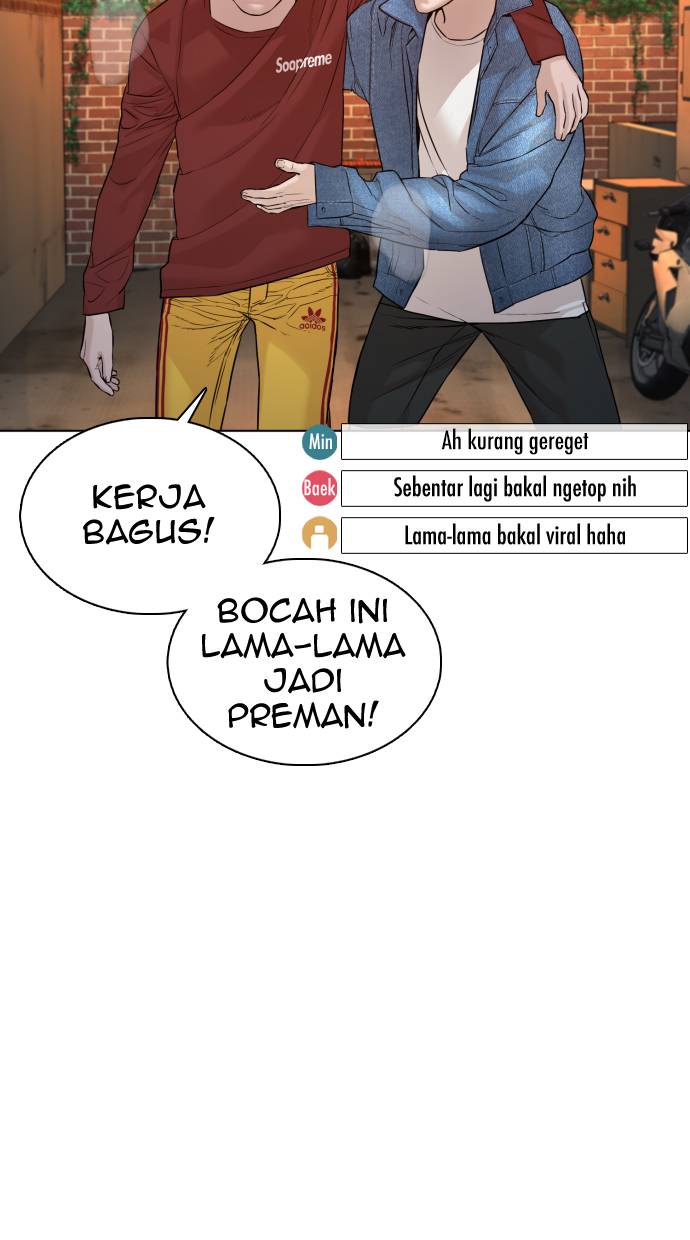 Soopreme
acidos
Min
Ah kurang gereget
Baek
Sebentar lagi bakal ngetop nih
Lama-lama bakal viral haha
KERJA
BAGUS!
BOCAH INI
LAMA-LAMA
JADI
PREMAN!